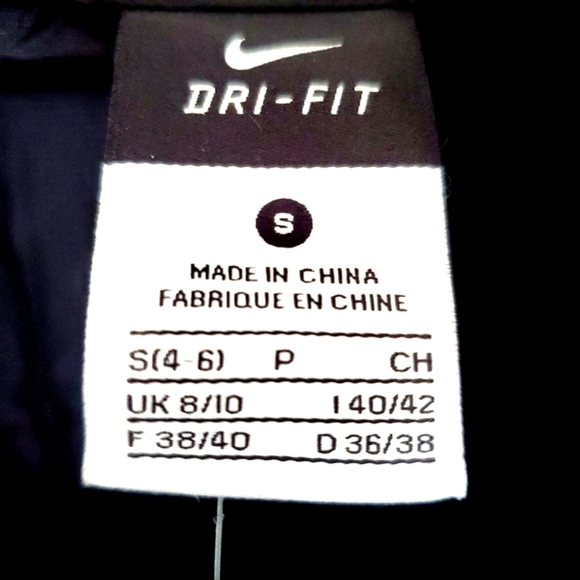 DRI-FIT
S
MADE IN CHINA
FABRIQUE EN CHINE
S(4-6) P CH
UK 8/10 I 40/42
F 38/40 D 36/38